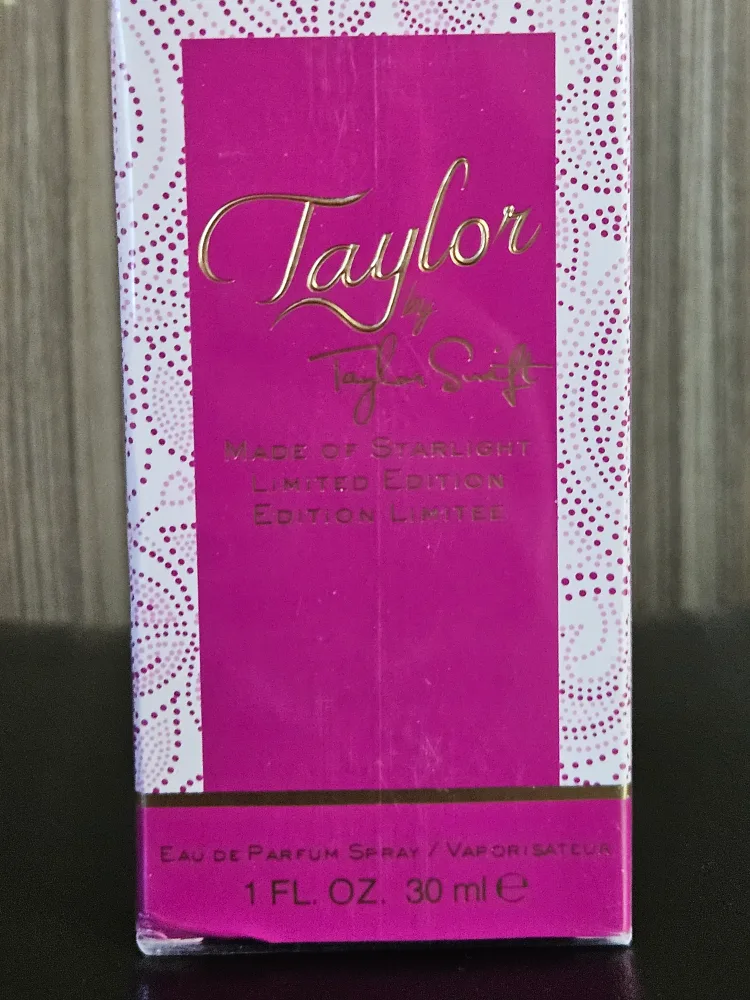 Taylor
by
Taylor Swift
MADE OF STARLIGHT
LIMITED EDITION
EDITION LIMITEE
EAU DE PARFUM SPRAY / VAPORISATEUR
1 FL. OZ. 30 ml ℮